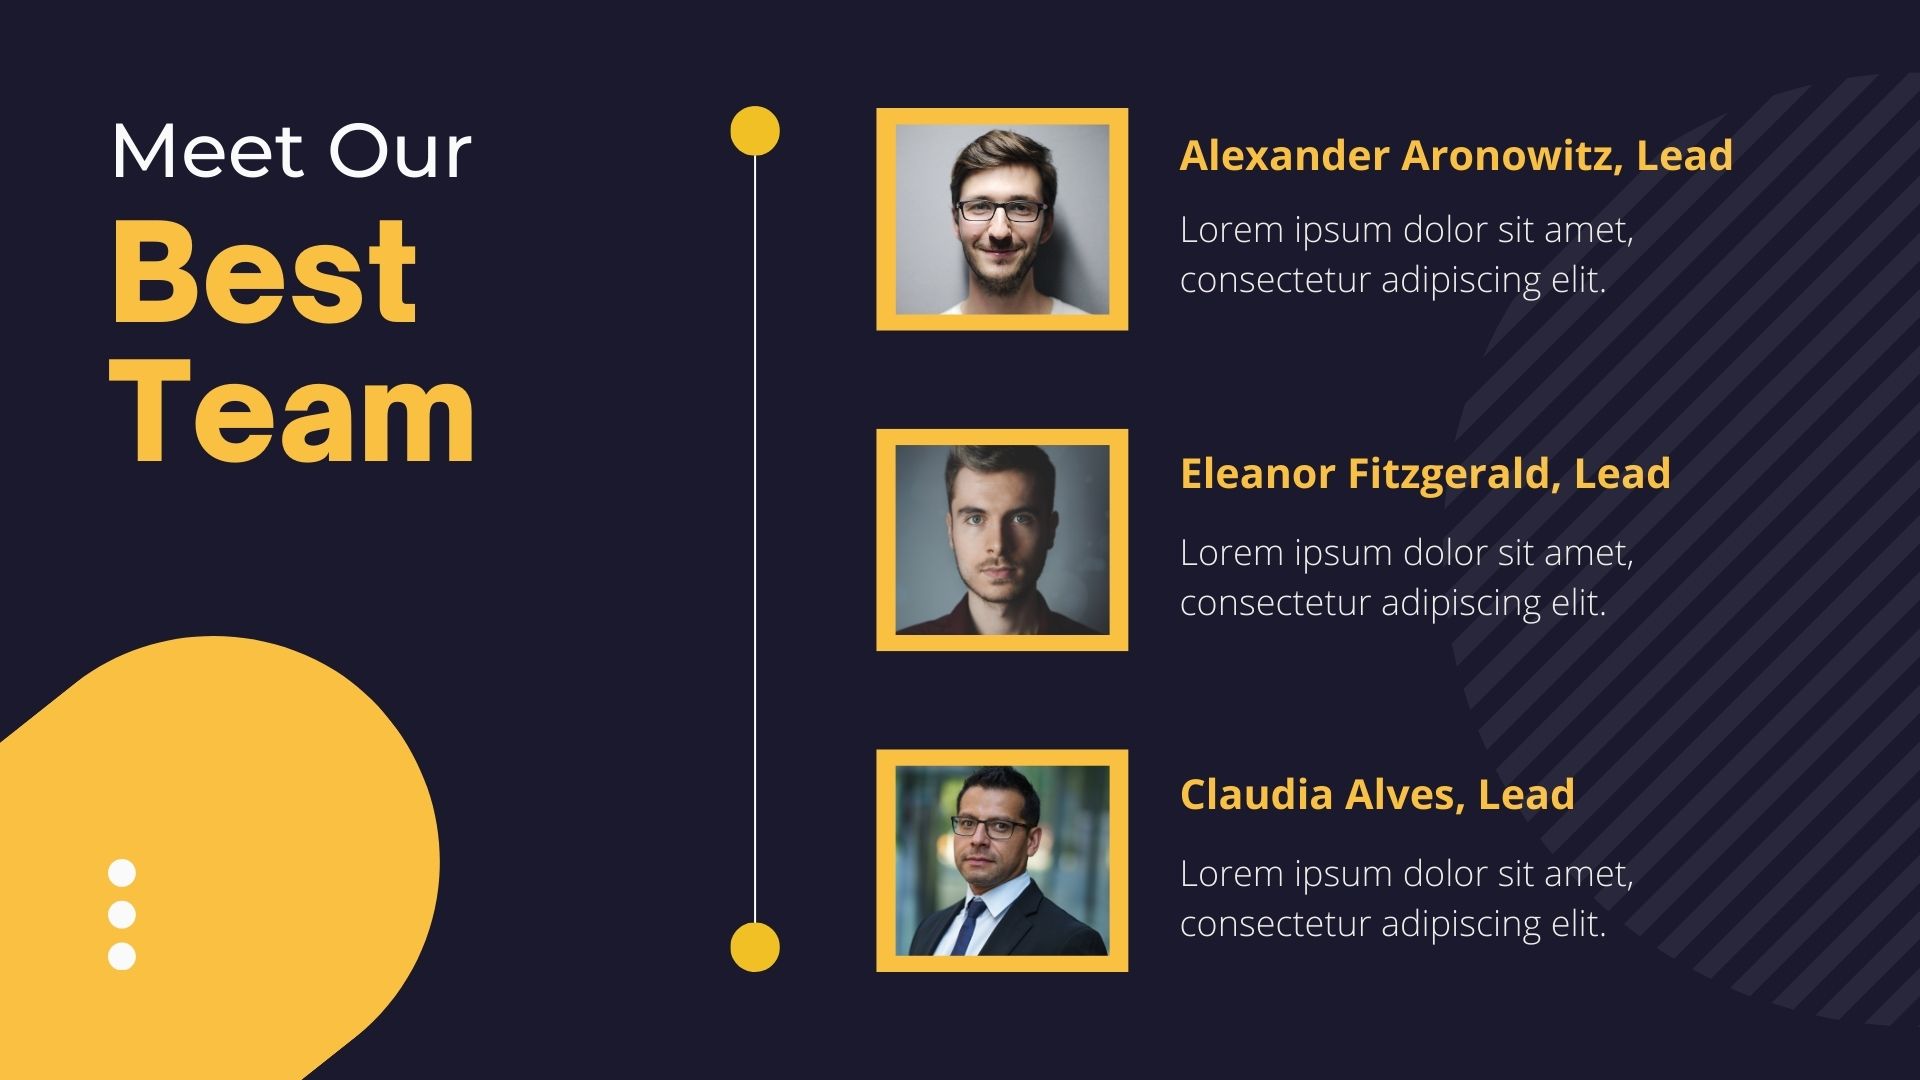 Meet Our
Best
Team
Alexander Aronowitz, Lead
Lorem ipsum dolor sit amet,
consectetur adipiscing elit.
Eleanor Fitzgerald, Lead
Lorem ipsum dolor sit amet,
consectetur adipiscing elit.
Claudia Alves, Lead
Lorem ipsum dolor sit amet,
consectetur adipiscing elit.